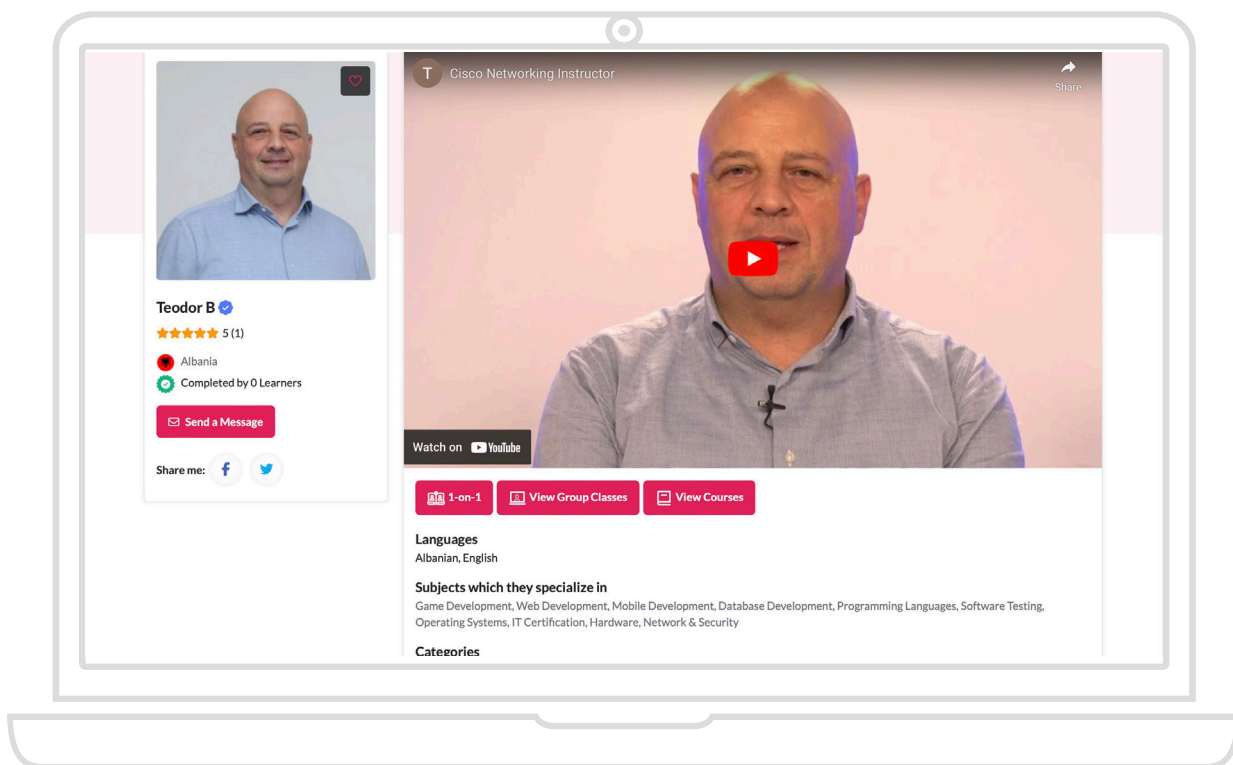 Teodor B
5 (1)
Albania
Completed by 0 Learners
Send a Message
Share me:
T Cisco Networking Instructor
Share
Watch on YouTube
1-on-1 View Group Classes View Courses
Languages
Albanian, English
Subjects which they specialize in
Game Development, Web Development, Mobile Development, Database Development, Programming Languages, Software Testing,
Operating Systems, IT Certification, Hardware, Network & Security
Categories